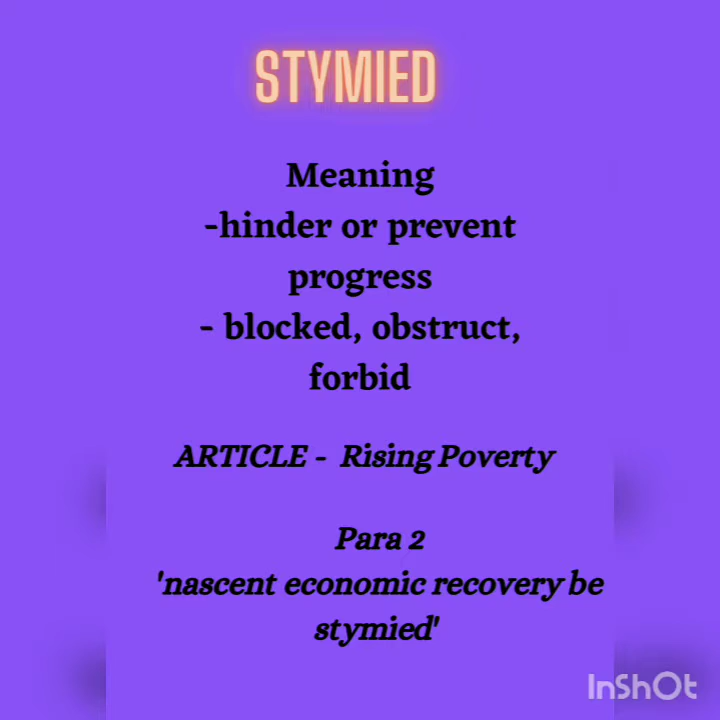 STYMIED
Meaning
-hinder or prevent
progress
- blocked, obstruct,
forbid
ARTICLE - Rising Poverty
Para 2
'nascent economic recovery be
stymied'
InShOt